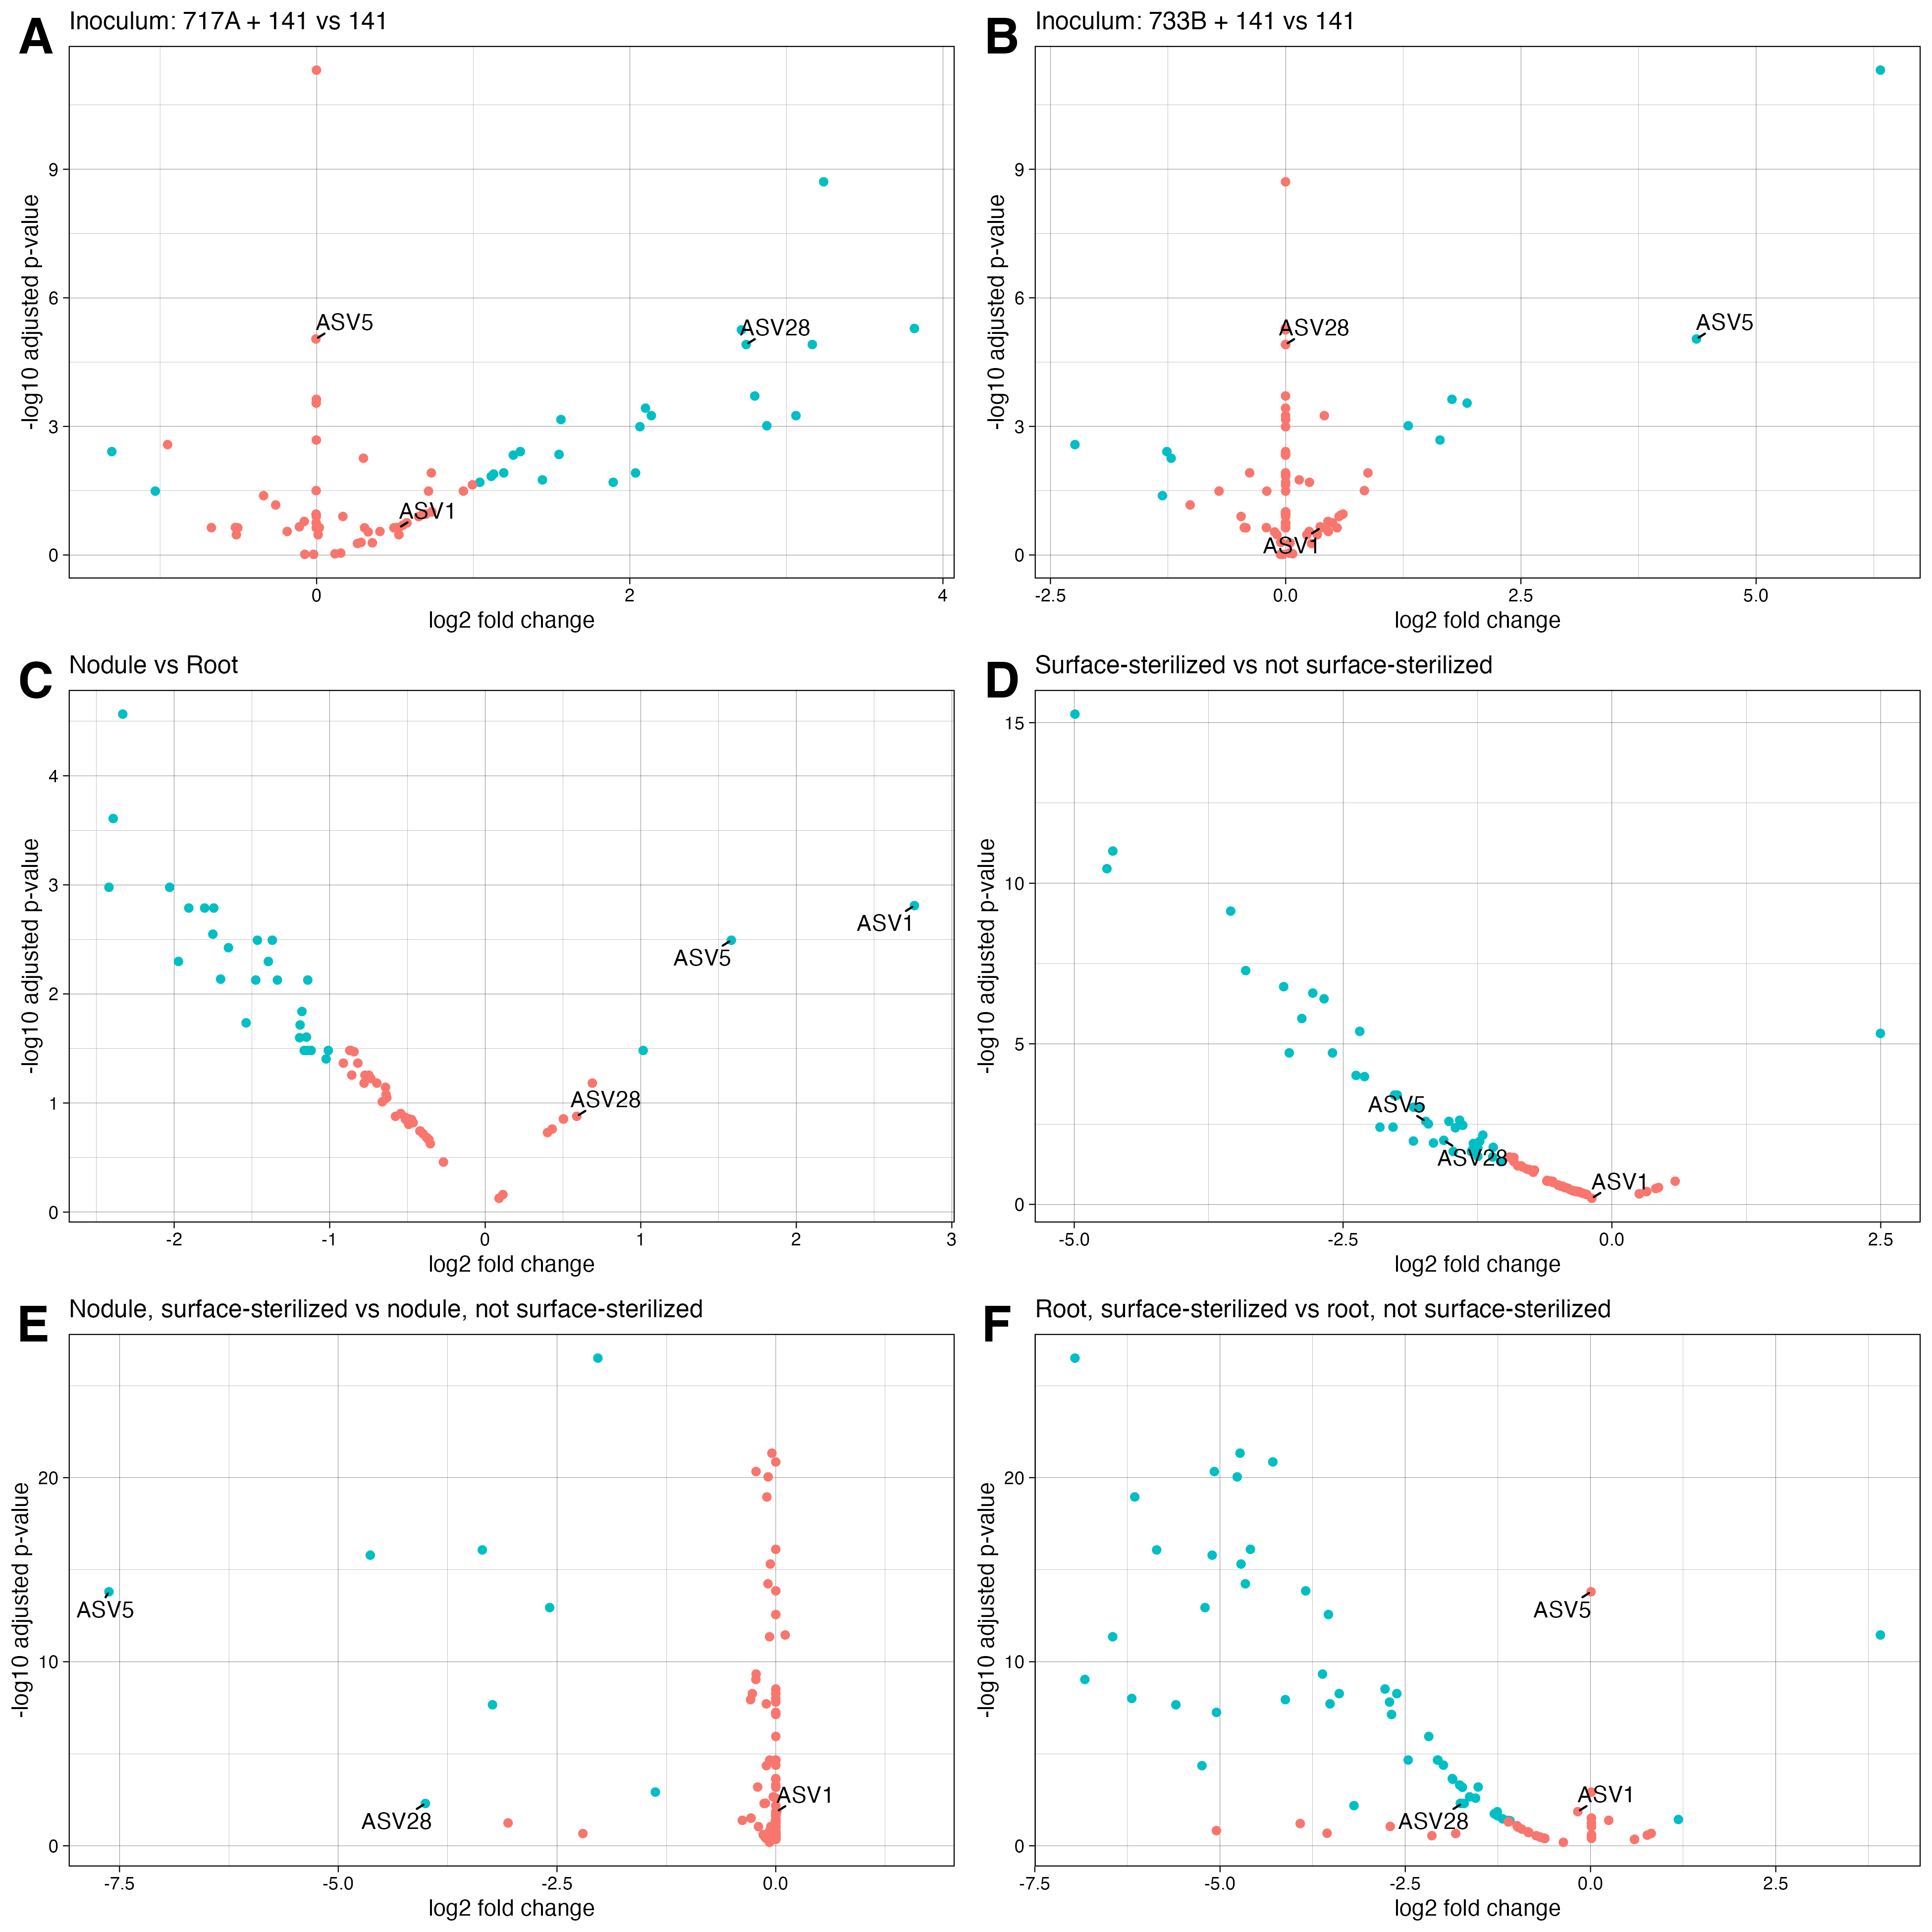 A
Inoculum: 717A + 141 vs 141
-log10 adjusted p-value
9
6
3
0
ASV5
ASV28
ASV1
0
2
4
log2 fold change
B
Inoculum: 733B + 141 vs 141
-log10 adjusted p-value
9
6
3
0
ASV28
ASV5
ASV1
-2.5
0.0
2.5
5.0
log2 fold change
C
Nodule vs Root
-log10 adjusted p-value
4
3
2
1
0
ASV1
ASV5
ASV28
-2
-1
0
1
2
3
log2 fold change
D
Surface-sterilized vs not surface-sterilized
-log10 adjusted p-value
15
10
5
0
ASV5
ASV28
ASV1
-5.0
-2.5
0.0
2.5
log2 fold change
E
Nodule, surface-sterilized vs nodule, not surface-sterilized
-log10 adjusted p-value
20
10
0
ASV5
ASV1
ASV28
-7.5
-5.0
-2.5
0.0
log2 fold change
F
Root, surface-sterilized vs root, not surface-sterilized
-log10 adjusted p-value
20
10
0
ASV5
ASV1
ASV28
-7.5
-5.0
-2.5
0.0
2.5
log2 fold change